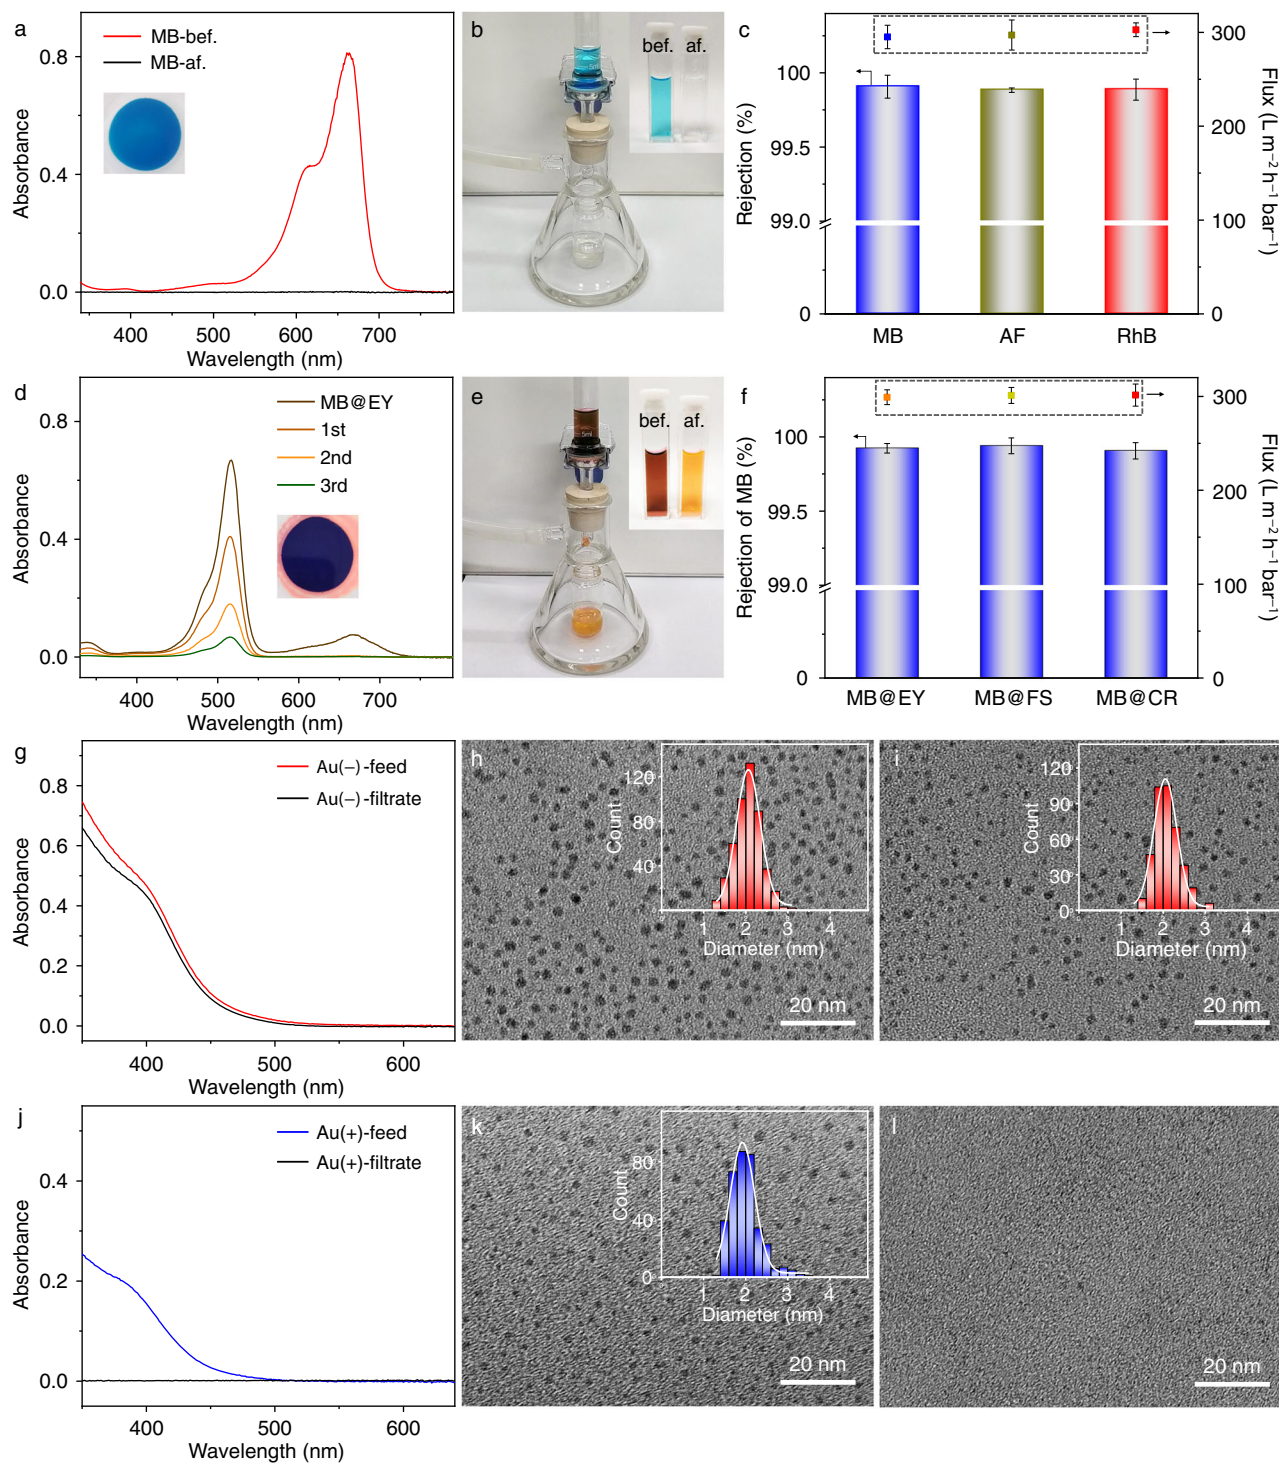 a
MB-bef.
MB-af.
0.8
0.4
0.0
Absorbance
400 500 600 700
Wavelength (nm)
b
bef. af.
5ml
c
100
99.5
99.0
0
Rejection (%)
300
200
100
0
Flux (L m⁻² h⁻¹ bar⁻¹)
MB AF RhB
d
MB@EY
1st
2nd
3rd
0.8
0.4
0.0
Absorbance
400 500 600 700
Wavelength (nm)
e
bef. af.
5ml
f
100
99.5
99.0
0
Rejection of MB (%)
300
200
100
0
Flux (L m⁻² h⁻¹ bar⁻¹)
MB@EY MB@FS MB@CR
g
Au(−)-feed
Au(−)-filtrate
0.8
0.6
0.4
0.2
0.0
Absorbance
400 500 600
Wavelength (nm)
h
120
80
40
0
Count
1 2 3 4
Diameter (nm)
20 nm
i
120
90
60
30
0
Count
1 2 3 4
Diameter (nm)
20 nm
j
Au(+)-feed
Au(+)-filtrate
0.4
0.2
0.0
Absorbance
400 500 600
Wavelength (nm)
k
80
40
0
Count
1 2 3 4
Diameter (nm)
20 nm
l
20 nm